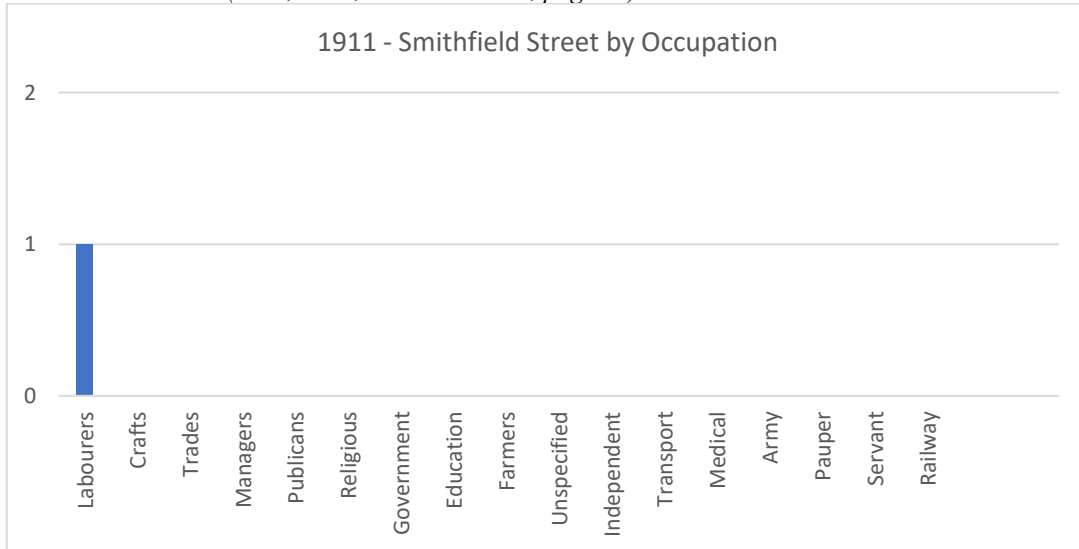 1911 - Smithfield Street by Occupation
2
1
0
Labourers
Crafts
Trades
Managers
Publicans
Religious
Government
Education
Farmers
Unspecified
Independent
Transport
Medical
Army
Pauper
Servant
Railway